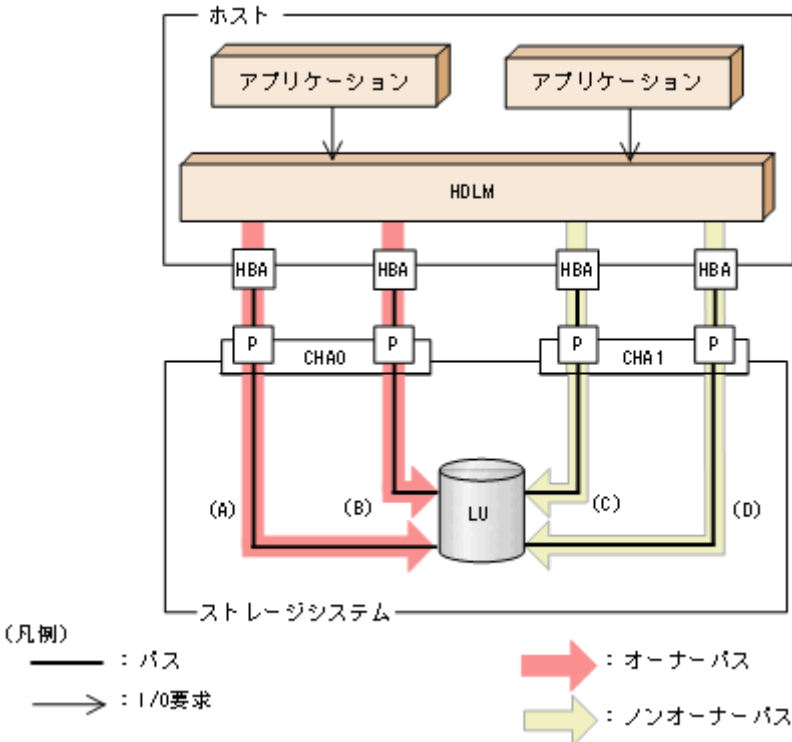 ホスト
アプリケーション アプリケーション
HDLM
HBA HBA HBA HBA
P CHA0 P P CHA1 P
(A) (B) LU (C) (D)
ストレージシステム
(凡例)
：パス ：オーナーパス
：I/O要求 ：ノンオーナーパス